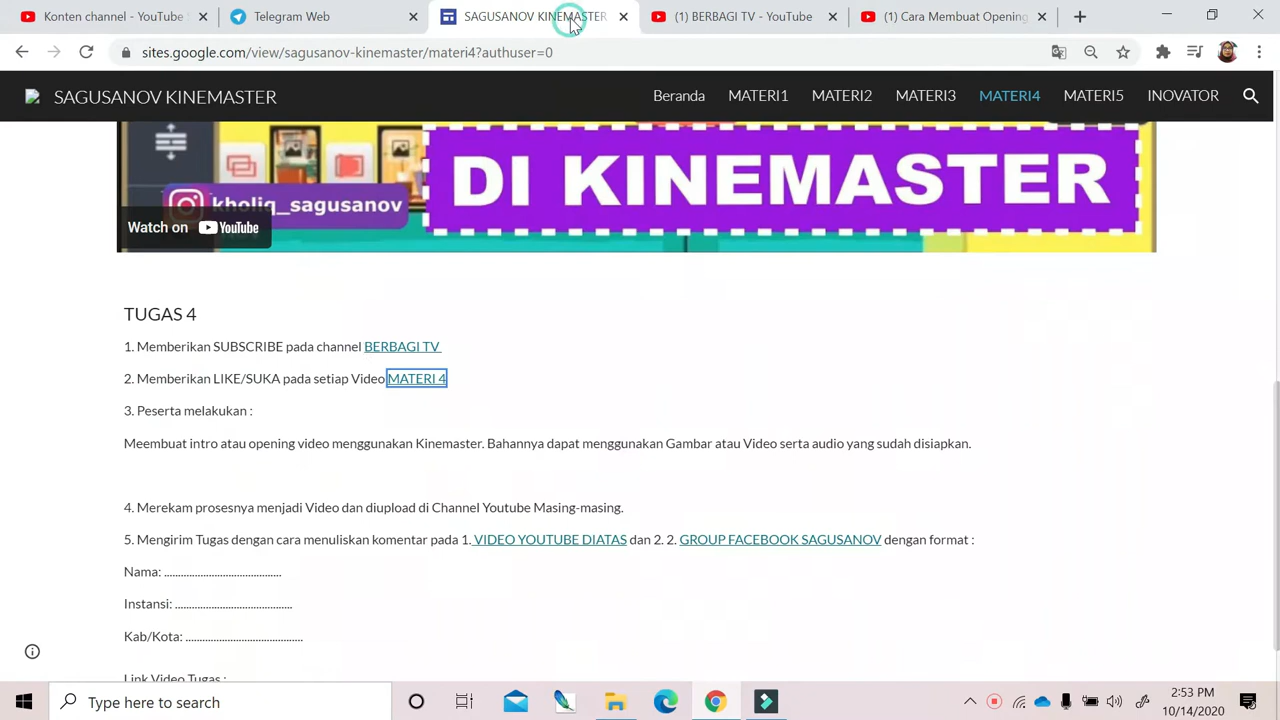 Konten channel - YouTube
Telegram Web
SAGUSANOV KINEMASTER
(1) BERBAGI TV - YouTube
(1) Cara Membuat Opening
sites.google.com/view/sagusanov-kinemaster/materi4?authuser=0
SAGUSANOV KINEMASTER
Beranda MATERI1 MATERI2 MATERI3 MATERI4 MATERI5 INOVATOR
DI KINEMASTER
kholiq_sagusanov
Watch on YouTube
TUGAS 4
1. Memberikan SUBSCRIBE pada channel BERBAGI TV
2. Memberikan LIKE/SUKA pada setiap Video MATERI 4
3. Peserta melakukan :
Meembuat intro atau opening video menggunakan Kinemaster. Bahannya dapat menggunakan Gambar atau Video serta audio yang sudah disiapkan.
4. Merekam prosesnya menjadi Video dan diupload di Channel Youtube Masing-masing.
5. Mengirim Tugas dengan cara menuliskan komentar pada 1. VIDEO YOUTUBE DIATAS dan 2. 2. GROUP FACEBOOK SAGUSANOV dengan format :
Nama: .........................................
Instansi: .........................................
Kab/Kota: .........................................
Link Video Tugas :
Type here to search
2:53 PM
10/14/2020